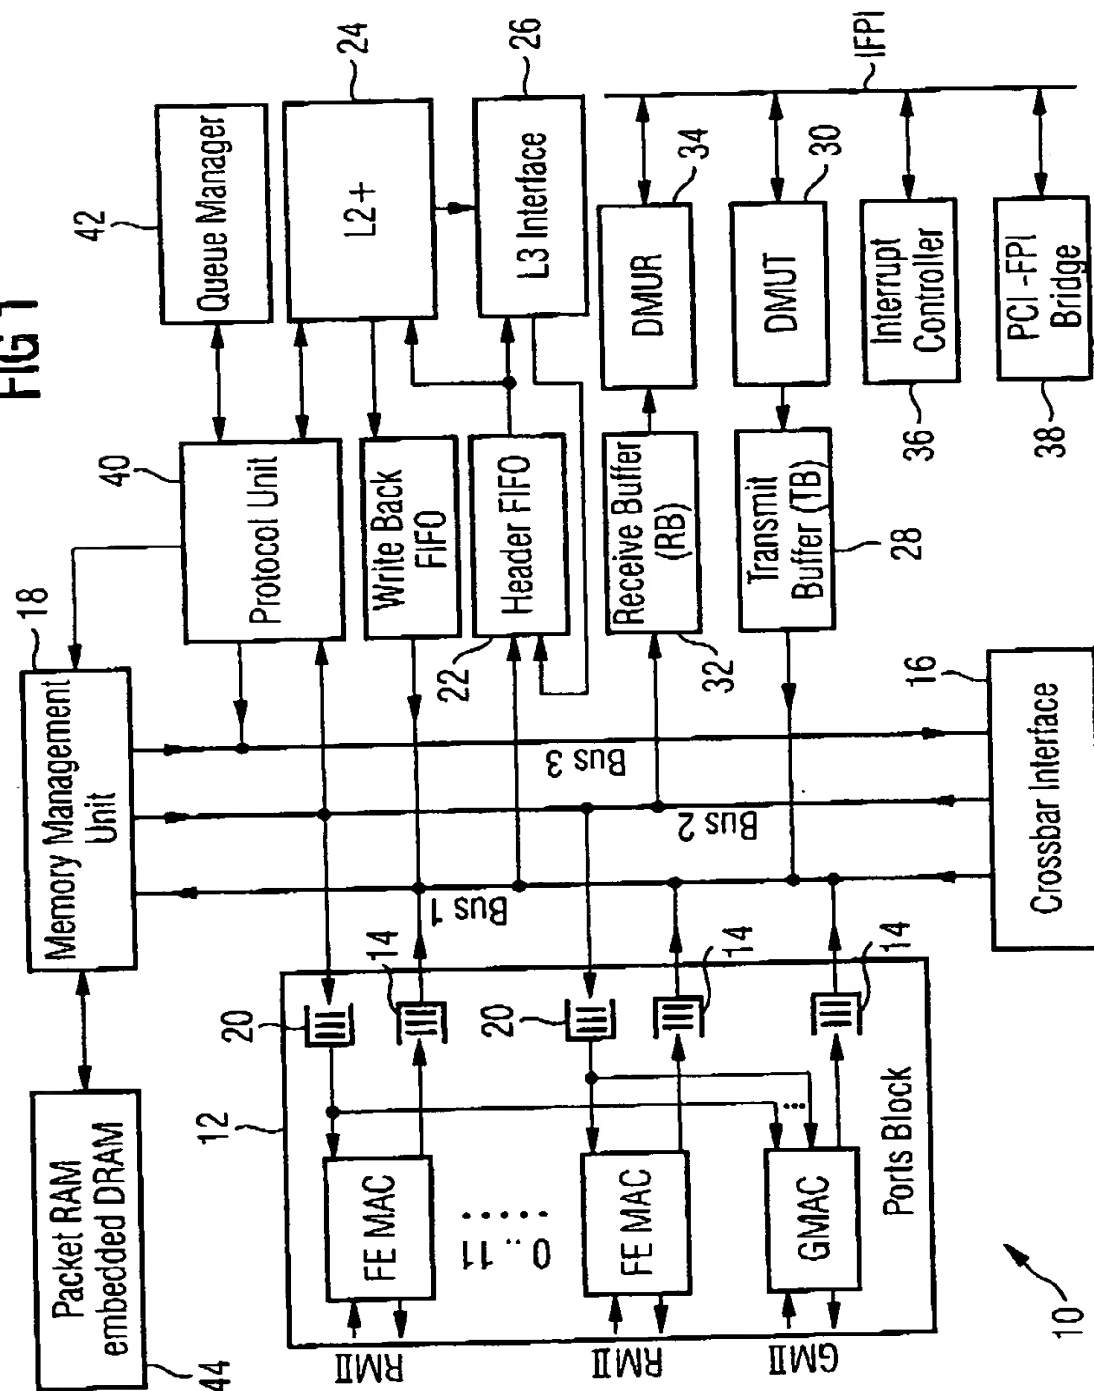 FIG 1
44
Packet RAM
embedded DRAM
18
Memory Management
Unit
42
Queue Manager
40
Protocol Unit
24
L2+
26
L3 Interface
Write Back
FIFO
22
Header FIFO
Receive Buffer
(RB)
32
DMUR
34
Transmit
Buffer (TB)
28
DMUT
30
Interrupt
Controller
36
PCI-FPI
Bridge
38
IFPI
Bus 1
Bus 2
Bus 3
16
Crossbar Interface
12
20
14
FE MAC
RMII
0 .. 11
20
14
FE MAC
RMII
14
GMAC
GMII
Ports Block
10